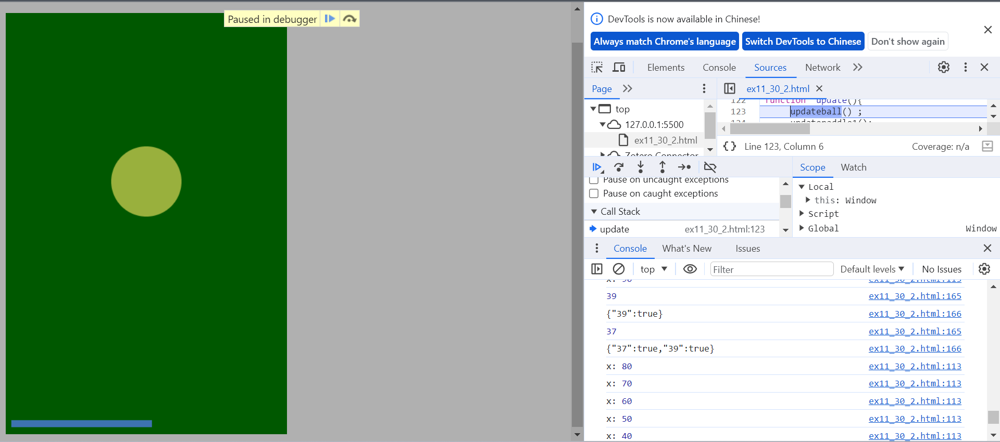 Paused in debugger
DevTools is now available in Chinese!
Always match Chrome's language
Switch DevTools to Chinese
Don't show again
Elements
Console
Sources
Network
Page
ex11_30_2.html
top
127.0.0.1:5500
ex11_30_2.html
Zotero Connector
122 function update(){
123 updateball() ;
124 updatepaddle1();
Line 123, Column 6
Coverage: n/a
Pause on uncaught exceptions
Pause on caught exceptions
Call Stack
update ex11_30_2.html:123
Scope
Watch
Local
this: Window
Script
Global Window
Console
What's New
Issues
top
Filter
Default levels
No Issues
x: 90 ex11_30_2.html:113
39 ex11_30_2.html:165
{"39":true} ex11_30_2.html:166
37 ex11_30_2.html:165
{"37":true,"39":true} ex11_30_2.html:166
x: 80 ex11_30_2.html:113
x: 70 ex11_30_2.html:113
x: 60 ex11_30_2.html:113
x: 50 ex11_30_2.html:113
x: 40 ex11_30_2.html:113